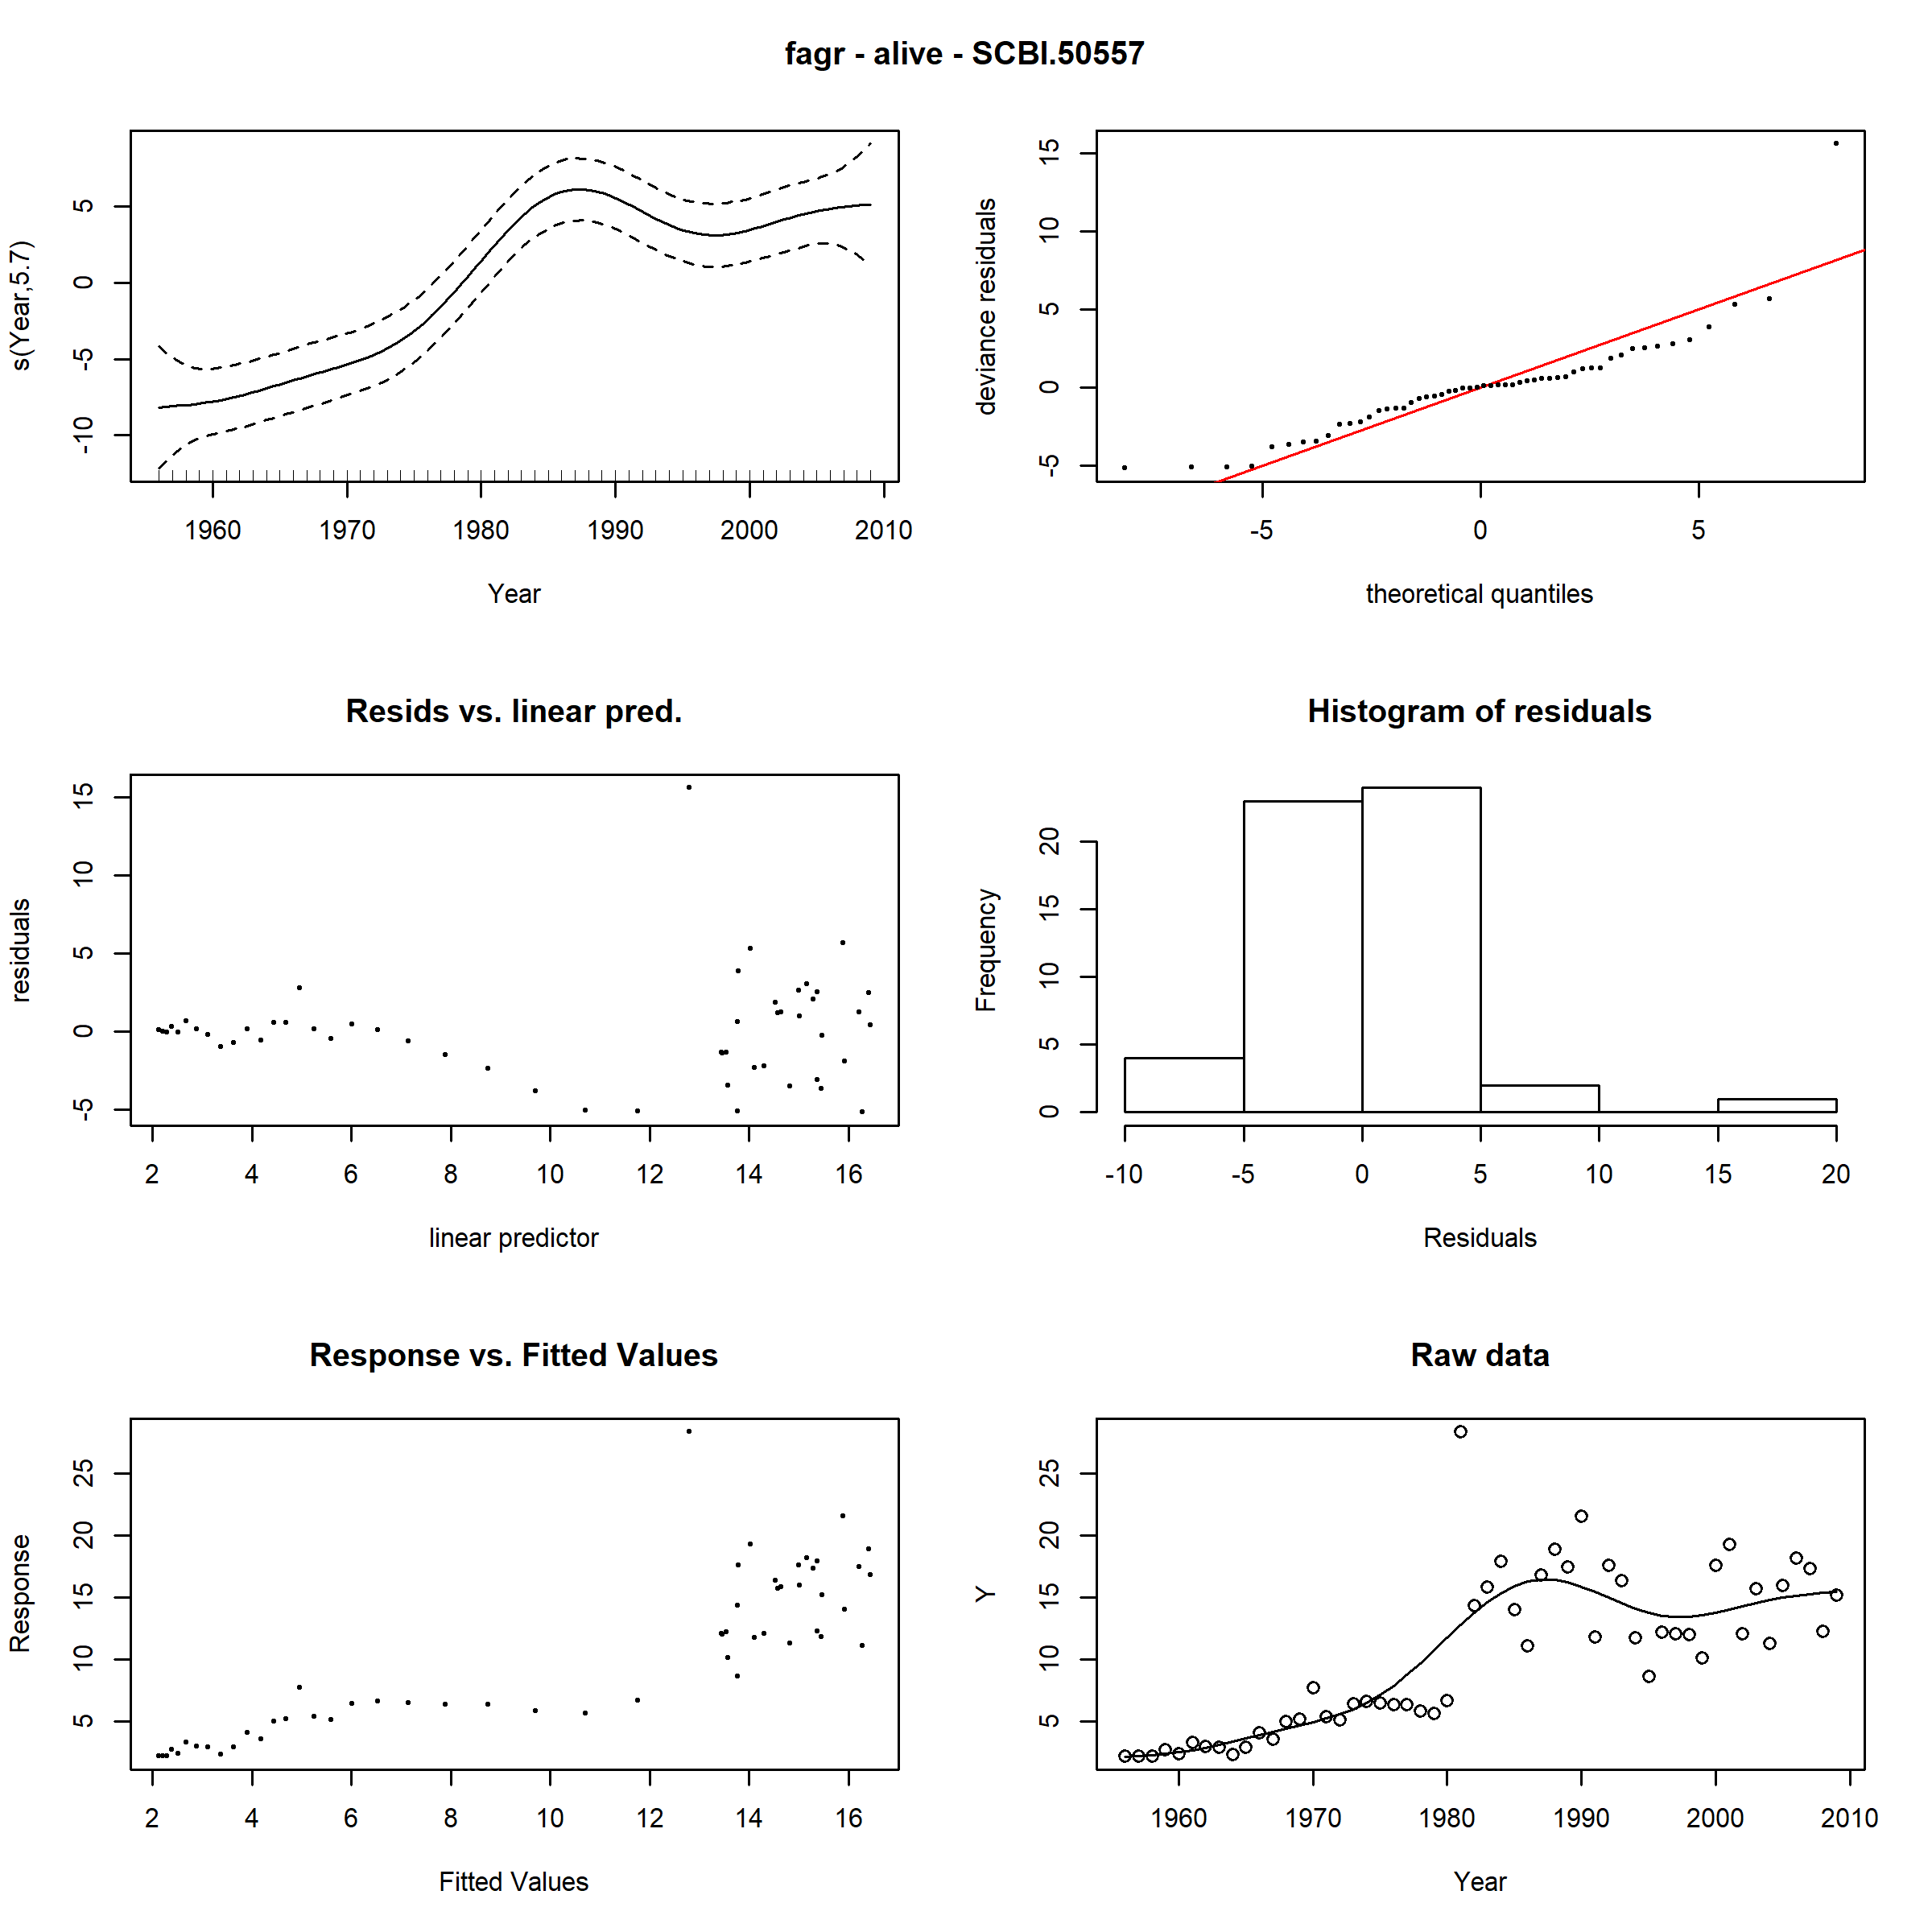 fagr - alive - SCBI.50557
s(Year,5.7)
5
0
-5
-10
1960 1970 1980 1990 2000 2010
Year
deviance residuals
15
10
5
0
-5
-5 0 5
theoretical quantiles
Resids vs. linear pred.
residuals
15
10
5
0
-5
2 4 6 8 10 12 14 16
linear predictor
Histogram of residuals
Frequency
20
15
10
5
0
-10 -5 0 5 10 15 20
Residuals
Response vs. Fitted Values
Response
25
20
15
10
5
2 4 6 8 10 12 14 16
Fitted Values
Raw data
Y
25
20
15
10
5
1960 1970 1980 1990 2000 2010
Year